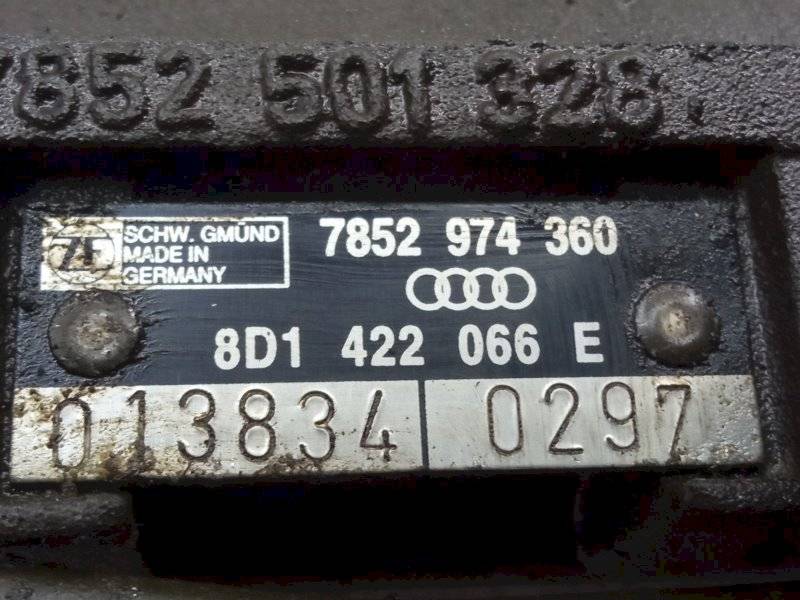 7852 501 328
ZF
SCHW. GMÜND
MADE IN
GERMANY
7852 974 360
8D1 422 066 E
013834 0297